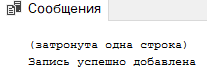 Сообщения
(затронута одна строка)
Запись успешно добавлена